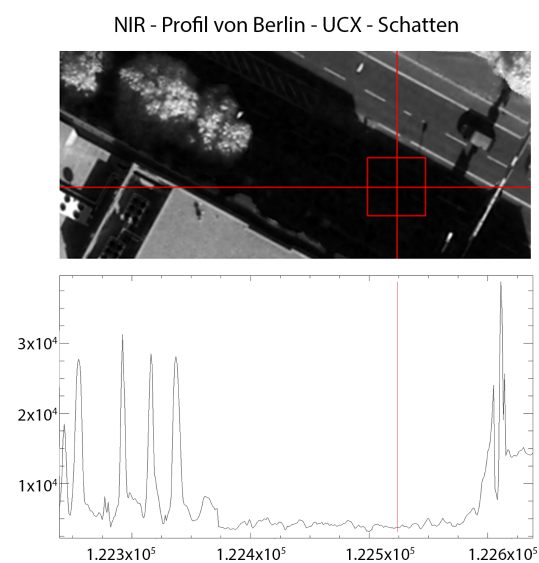 NIR - Profil von Berlin - UCX - Schatten
3x10⁴
2x10⁴
1x10⁴
1.223x10⁵ 1.224x10⁵ 1.225x10⁵ 1.226x10⁵